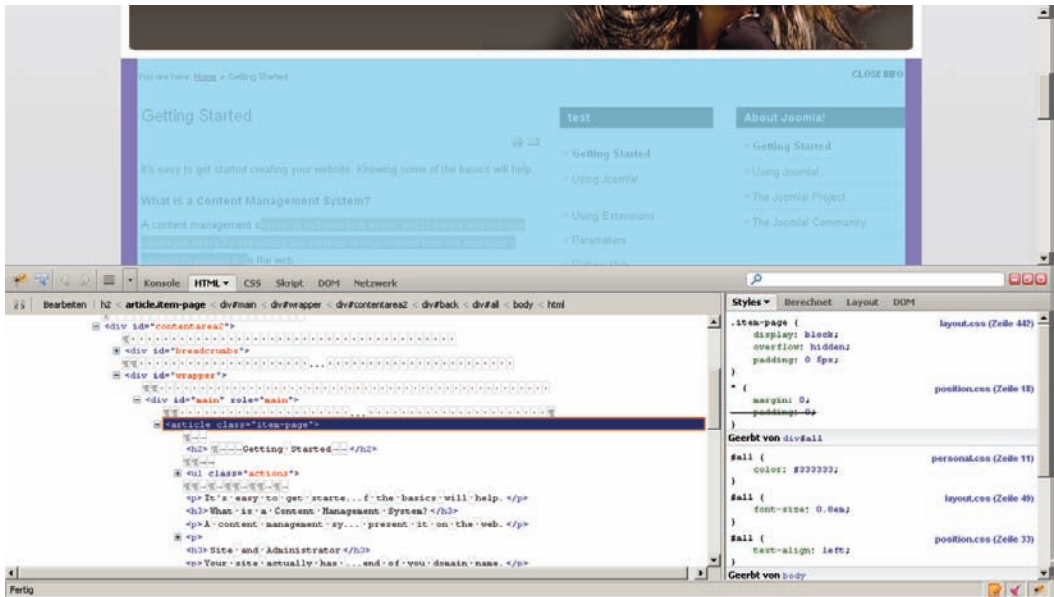 You are here: Home » Getting Started
CLOSE INFO
Getting Started
It's easy to get started creating your website. Knowing some of the basics will help.
What is a Content Management System?
A content management s
n the web.
test
Getting Started
Using Joomla!
Using Extensions
Parameters
About Joomla!
Getting Started
Using Joomla!
The Joomla! Project
The Joomla! Community
Konsole HTML CSS Skript DOM Netzwerk
Bearbeiten h2 < article.item-page < div#main < div#wrapper < div#contentarea2 < div#back < div#all < body < html
<div id="contentarea2">
<div id="breadcrumbs">
<div id="wrapper">
<div id="main" role="main">
<article class="item-page">
<h2> Getting Started </h2>
<ul class="actions">
<p>It's easy to get starte...f the basics will help. </p>
<h3>What is a Content Management System? </h3>
<p>A content management sy... present it on the web. </p>
<p>
<h3>Site and Administrator </h3>
<p>Your site actually has ...end of you domain name. </p>
Styles Berechnet Layout DOM
.item-page { layout.css (Zeile 442)
display: block;
overflow: hidden;
padding: 0 5px;
}
* { position.css (Zeile 18)
margin: 0;
padding: 0;
}
Geerbt von div#all
#all { personal.css (Zeile 11)
color: #333333;
}
#all { layout.css (Zeile 49)
font-size: 0.8em;
}
#all { position.css (Zeile 33)
text-align: left;
}
Geerbt von body
Fertig